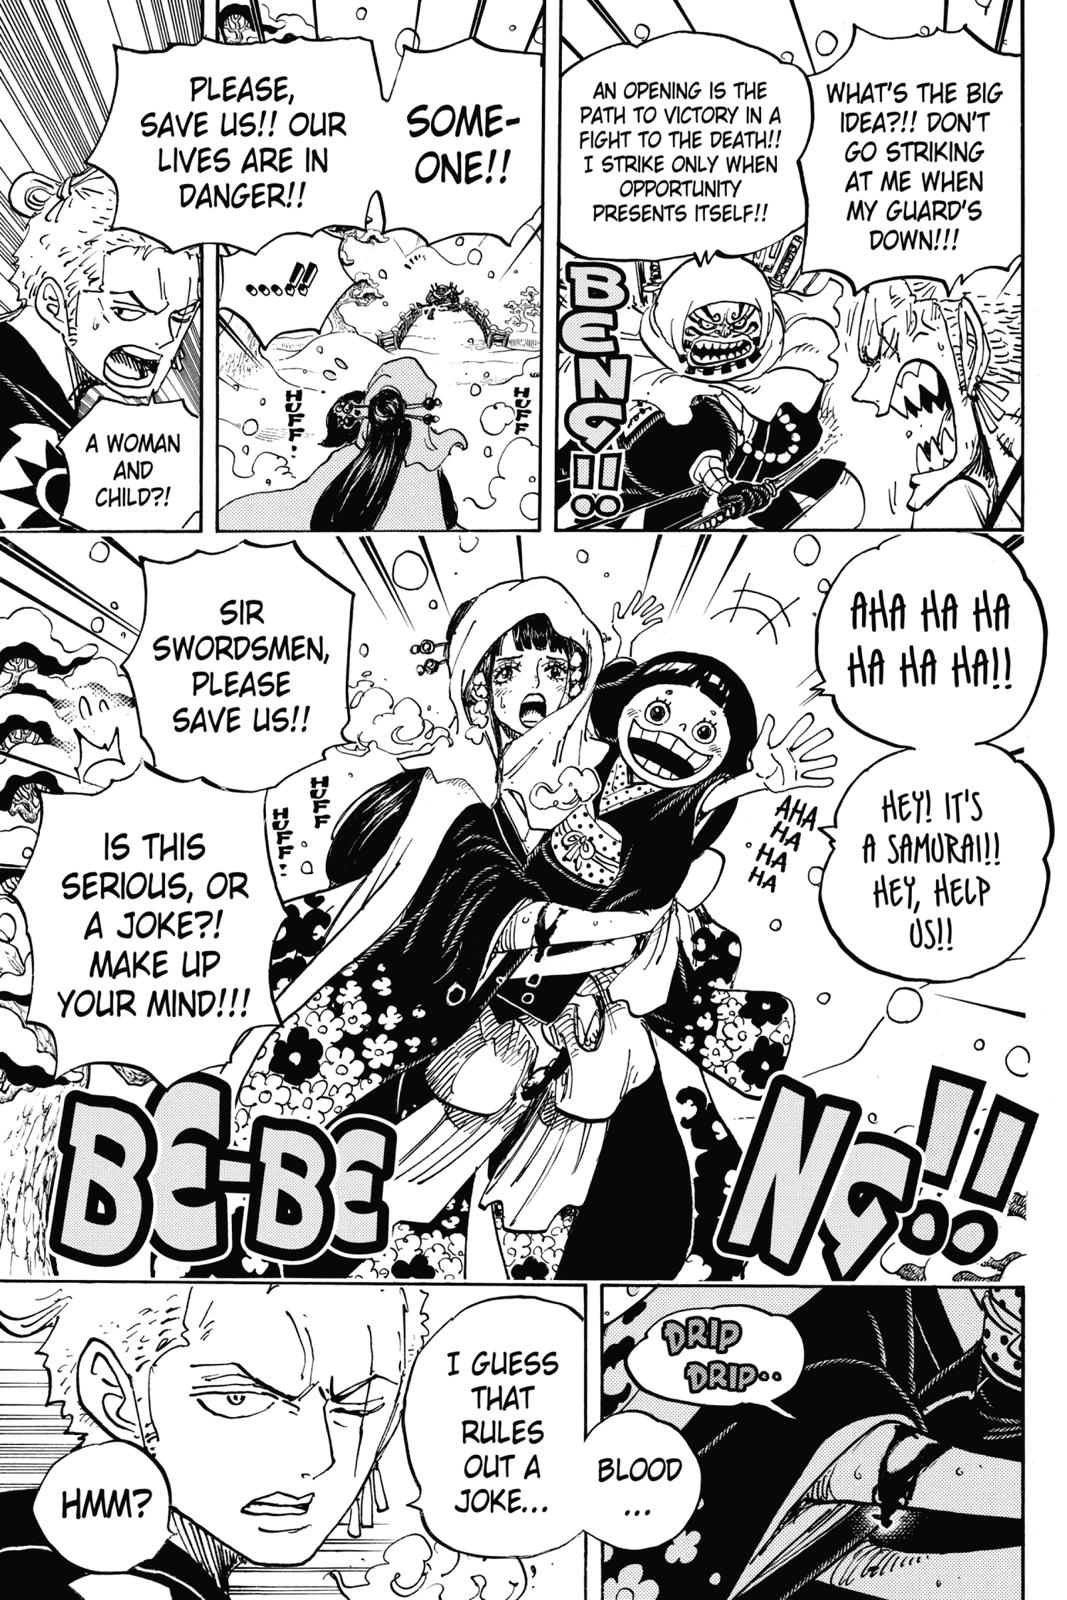 WHAT'S THE BIG
IDEA?!! DON'T
GO STRIKING
AT ME WHEN
MY GUARD'S
DOWN!!!
AN OPENING IS THE
PATH TO VICTORY IN A
FIGHT TO THE DEATH!!
I STRIKE ONLY WHEN
OPPORTUNITY
PRESENTS ITSELF!!
BENG!!
SOME-
ONE!!
PLEASE,
SAVE US!! OUR
LIVES ARE IN
DANGER!!
....!!
HUFF
HUFF!
A WOMAN
AND
CHILD?!
AHA HA HA
HA HA HA!!
HEY! IT'S
A SAMURAI!!
HEY, HELP
US!!
AHA
HA
HA
HA
SIR
SWORDSMEN,
PLEASE
SAVE US!!
HUFF
HUFF!
IS THIS
SERIOUS, OR
A JOKE?!
MAKE UP
YOUR MIND!!!
BE-BE
NG!!
DRIP
DRIP..
BLOOD
...
I GUESS
THAT
RULES
OUT A
JOKE...
HMM?